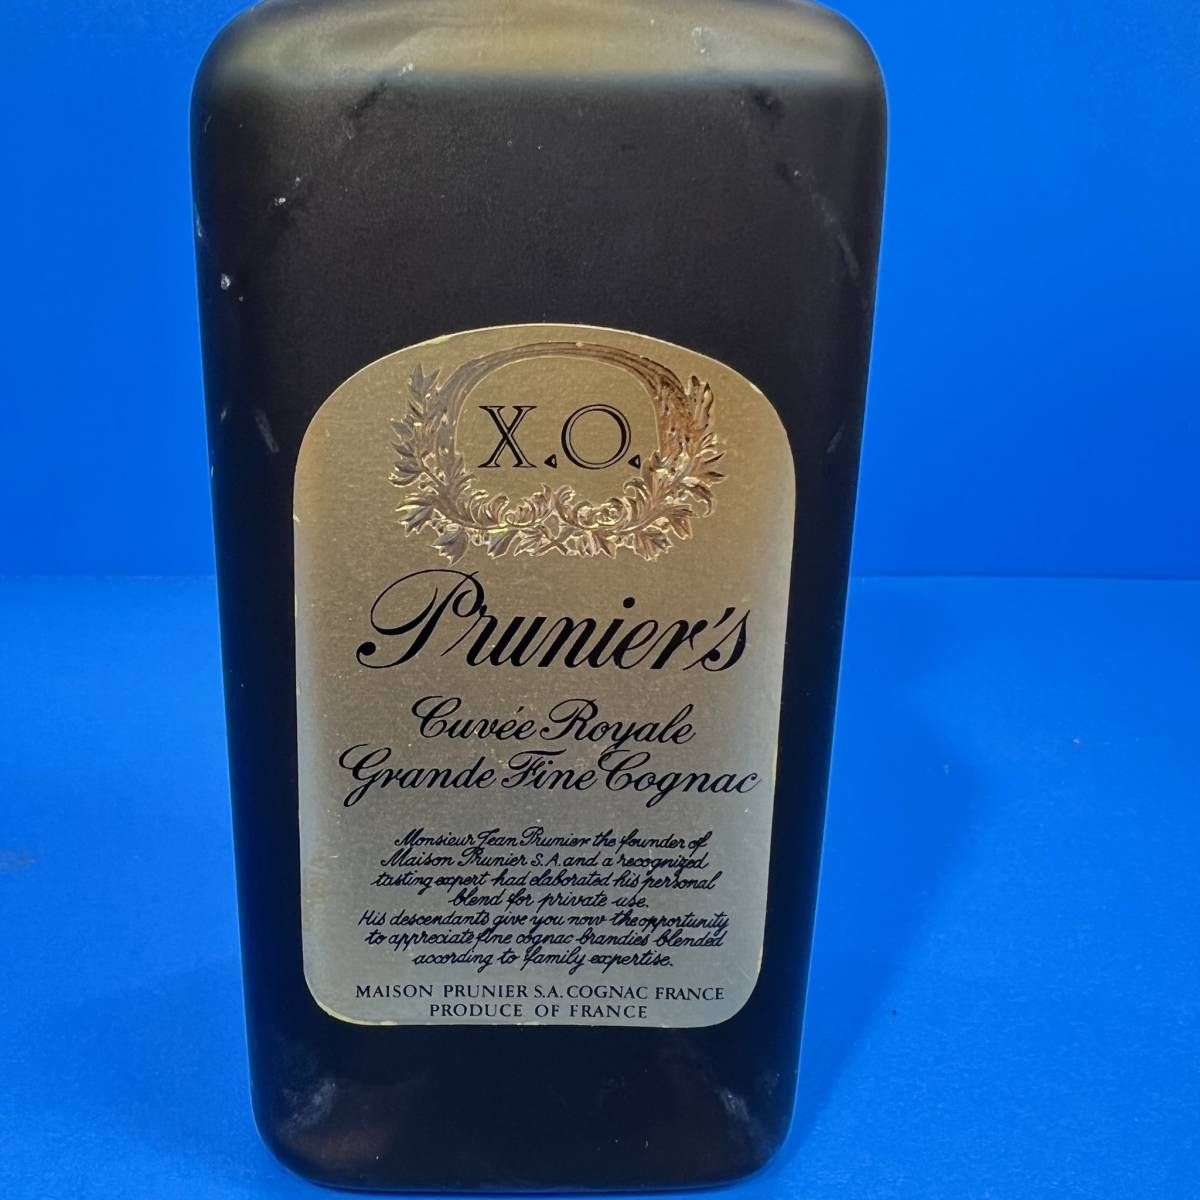 X.O.
Prunier's
Cuvée Royale
Grande Fine Cognac
Monsieur Jean Prunier the founder of
Maison Prunier S.A. and a recognized
tasting expert had elaborated his personal
blend for private use.
His descendants give you now the opportunity
to appreciate fine cognac brandies blended
according to family expertise.
MAISON PRUNIER S.A. COGNAC FRANCE
PRODUCE OF FRANCE